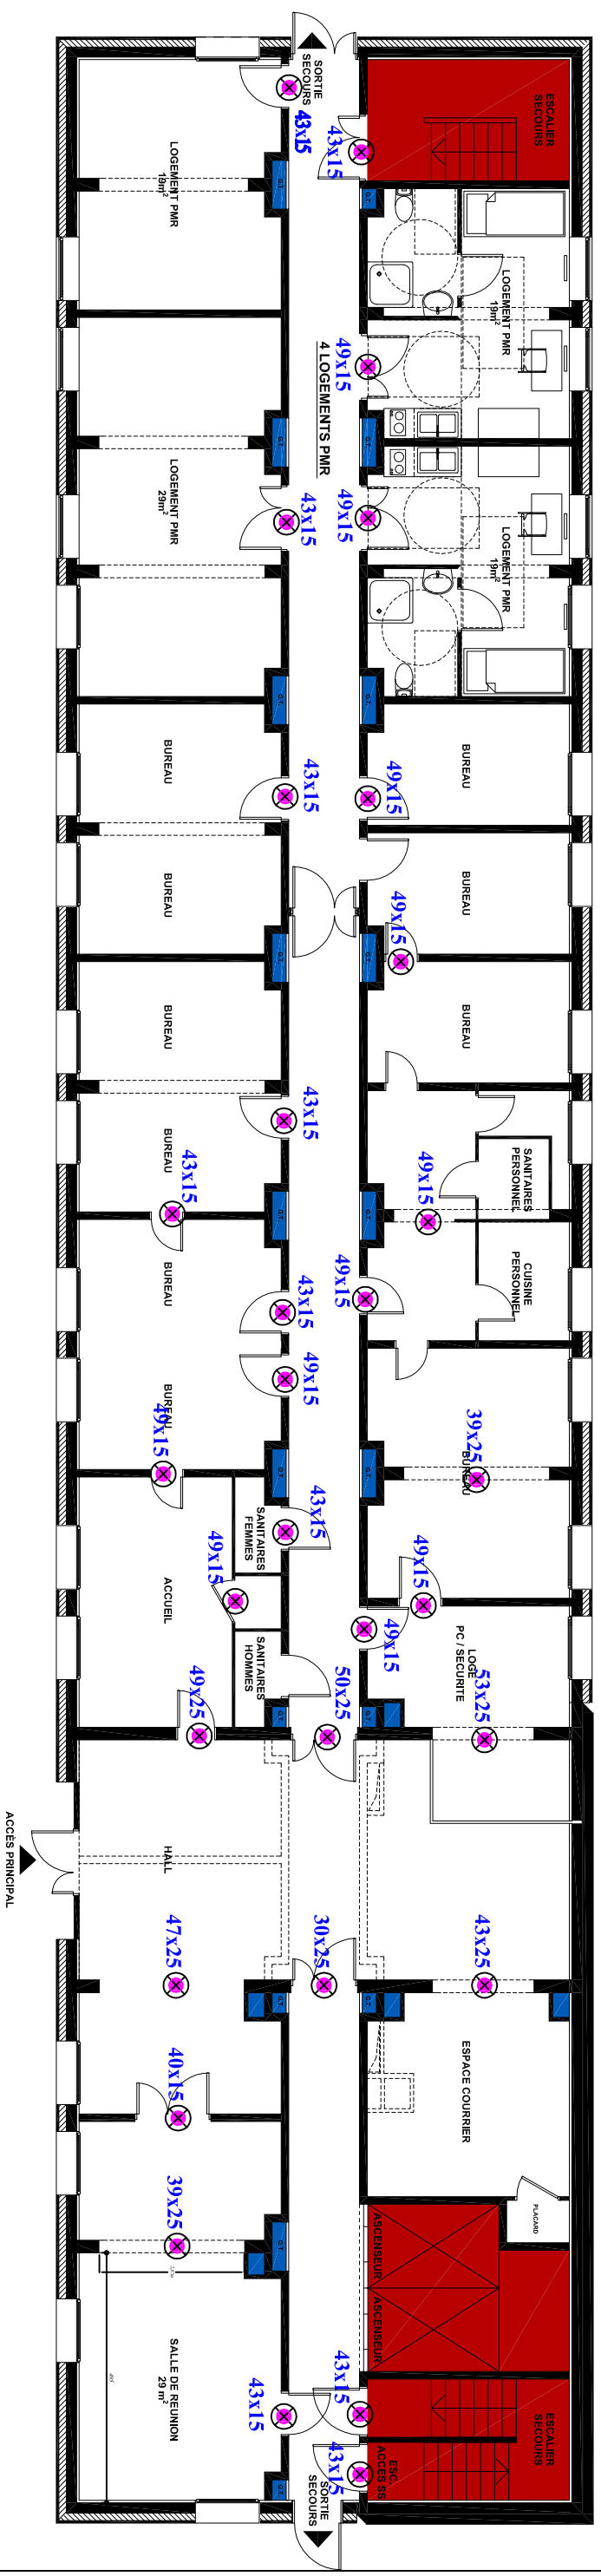 SORTIE
SECOURS
43x15
43x15
ESCALIER
SECOURS
G.T.
G.T.
LOGEMENT PMR
19m²
LOGEMENT PMR
19m²
49x15
4 LOGEMENTS PMR
G.T.
G.T.
LOGEMENT PMR
29m²
43x15
49x15
LOGEMENT PMR
19m²
G.T.
G.T.
BUREAU
43x15
49x15
BUREAU
BUREAU
BUREAU
49x15
G.T.
G.T.
BUREAU
BUREAU
43x15
BUREAU
43x15
49x15
SANITAIRES
PERSONNEL
G.T.
G.T.
BUREAU
43x15
49x15
CUISINE
PERSONNEL
49x15
BUREAU
49x15
39x25
BUREAU
G.T.
G.T.
SANITAIRES
FEMMES
43x15
ACCUEIL
49x15
49x15
49x15
LOGE
PC / SECURITE
SANITAIRES
HOMMES
49x25
50x25
53x25
G.T.
G.T.
ACCÈS PRINCIPAL
HALL
47x25
30x25
43x25
G.T.
G.T.
ESPACE COURRIER
40x15
39x25
PLACARD
G.T.
ASCENSEUR
ASCENSEUR
SALLE DE REUNION
29 m²
495
43x15
43x15
ESCALIER
SECOURS
43x15
ESC.
ACCES SS
G.T.
SORTIE
SECOURS